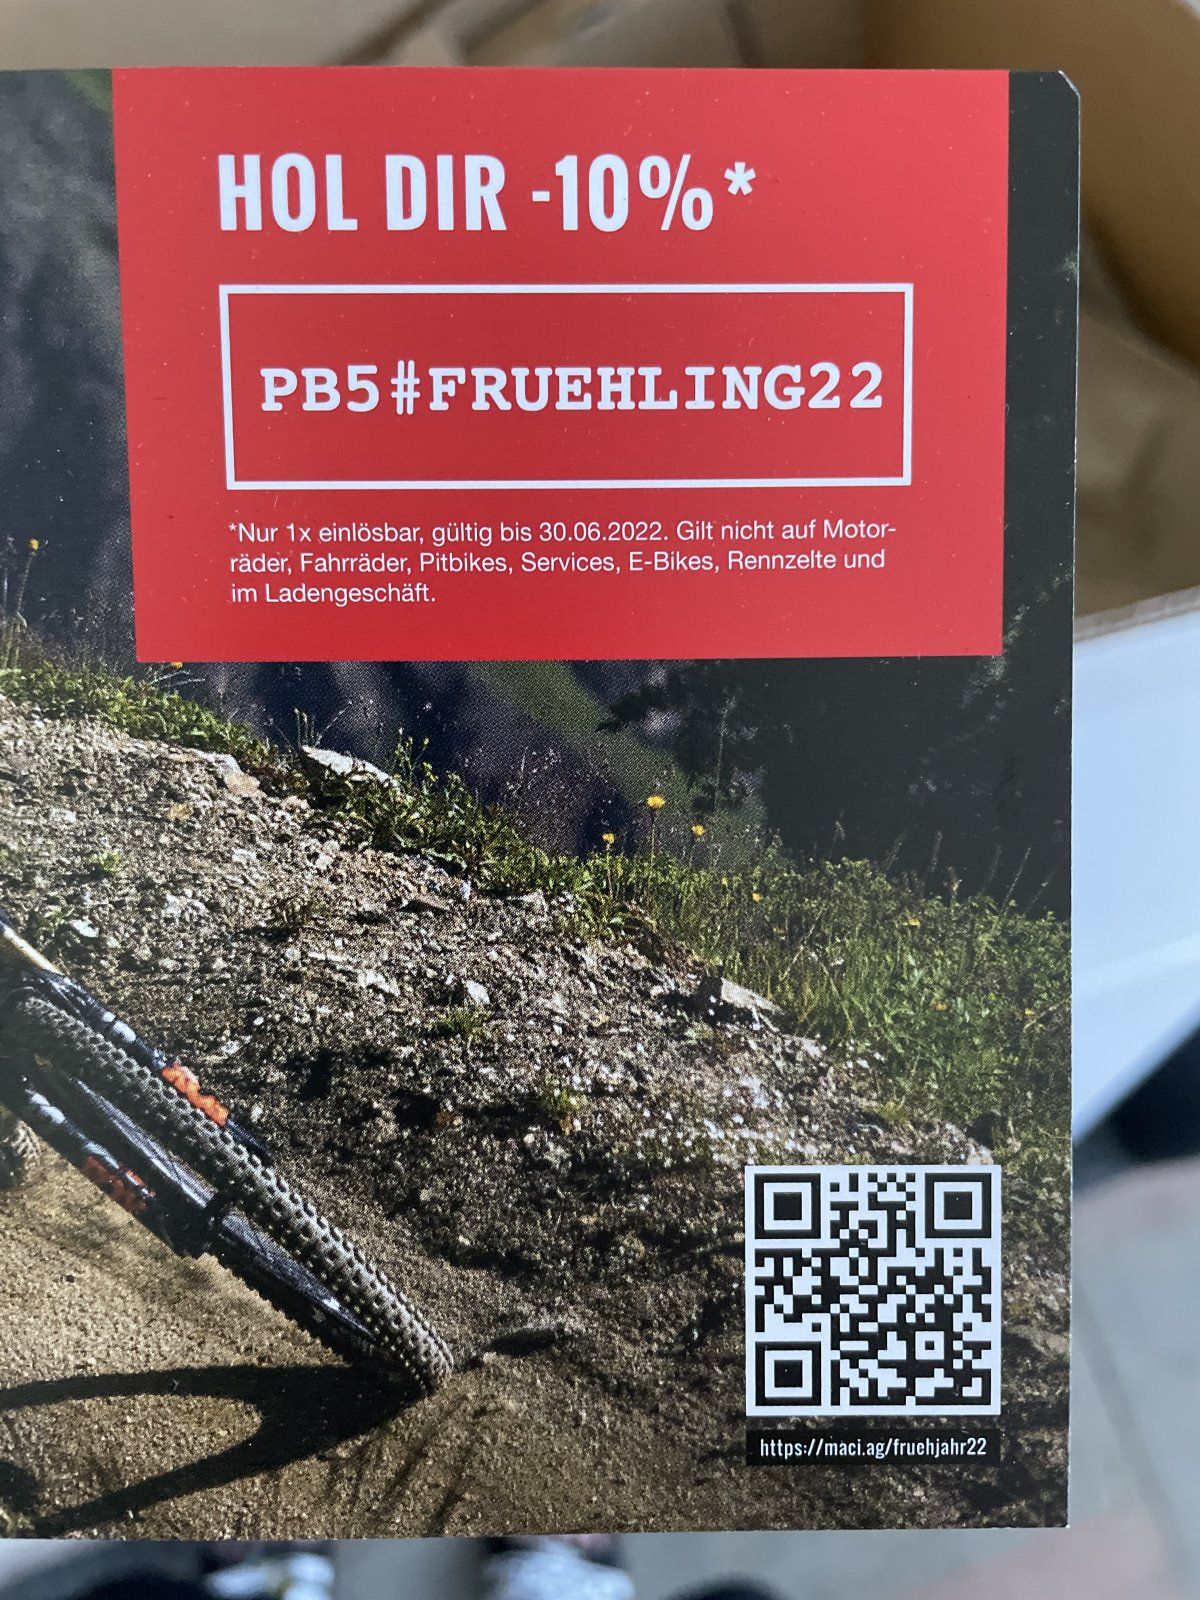 HOL DIR -10%*
PB5#FRUEHLING22
*Nur 1x einlösbar, gültig bis 30.06.2022. Gilt nicht auf Motor-
räder, Fahrräder, Pitbikes, Services, E-Bikes, Rennzelte und
im Ladengeschäft.
https://maci.ag/fruehjahr22